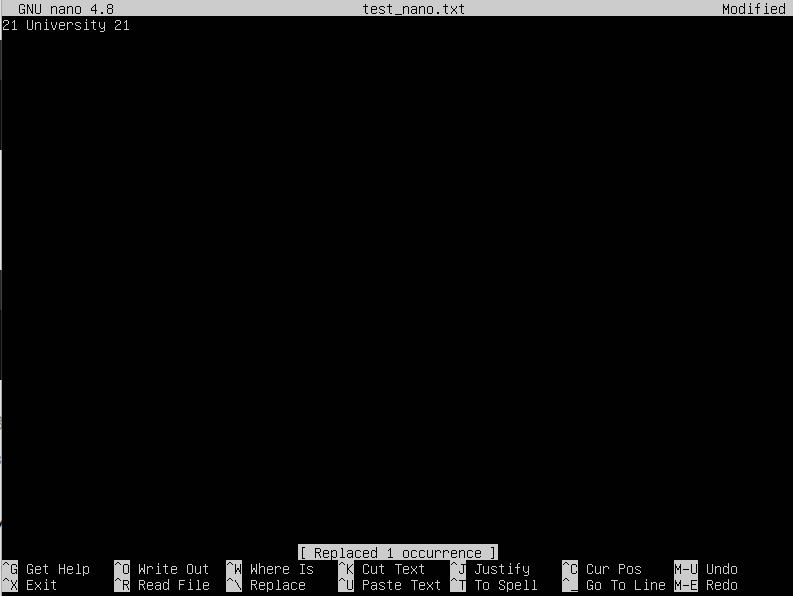 GNU nano 4.8 test_nano.txt Modified
21 University 21
[ Replaced 1 occurrence ]
^G Get Help ^O Write Out ^W Where Is ^K Cut Text ^J Justify ^C Cur Pos M-U Undo
^X Exit ^R Read File ^\ Replace ^U Paste Text ^T To Spell ^_ Go To Line M-E Redo